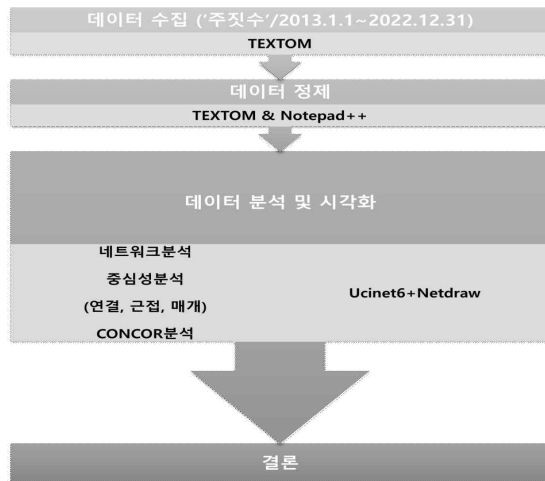 데이터 수집 ('주짓수'/2013.1.1~2022.12.31)
TEXTOM
데이터 정제
TEXTOM & Notepad++
데이터 분석 및 시각화
네트워크분석
중심성분석
(연결, 근접, 매개)
CONCOR분석
Ucinet6+Netdraw
결론